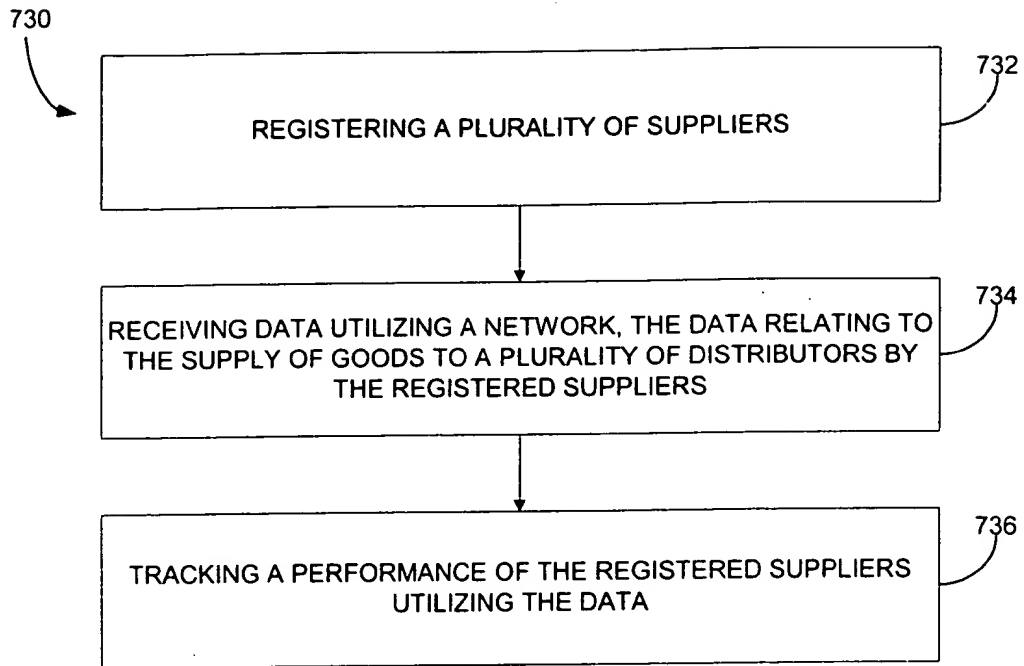 730
732
REGISTERING A PLURALITY OF SUPPLIERS
734
RECEIVING DATA UTILIZING A NETWORK, THE DATA RELATING TO
THE SUPPLY OF GOODS TO A PLURALITY OF DISTRIBUTORS BY
THE REGISTERED SUPPLIERS
736
TRACKING A PERFORMANCE OF THE REGISTERED SUPPLIERS
UTILIZING THE DATA